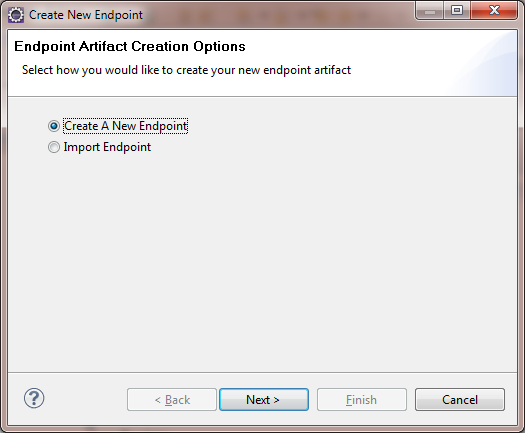 Create New Endpoint
Endpoint Artifact Creation Options
Select how you would like to create your new endpoint artifact
Create A New Endpoint
Import Endpoint
?
< Back
Next >
Finish
Cancel